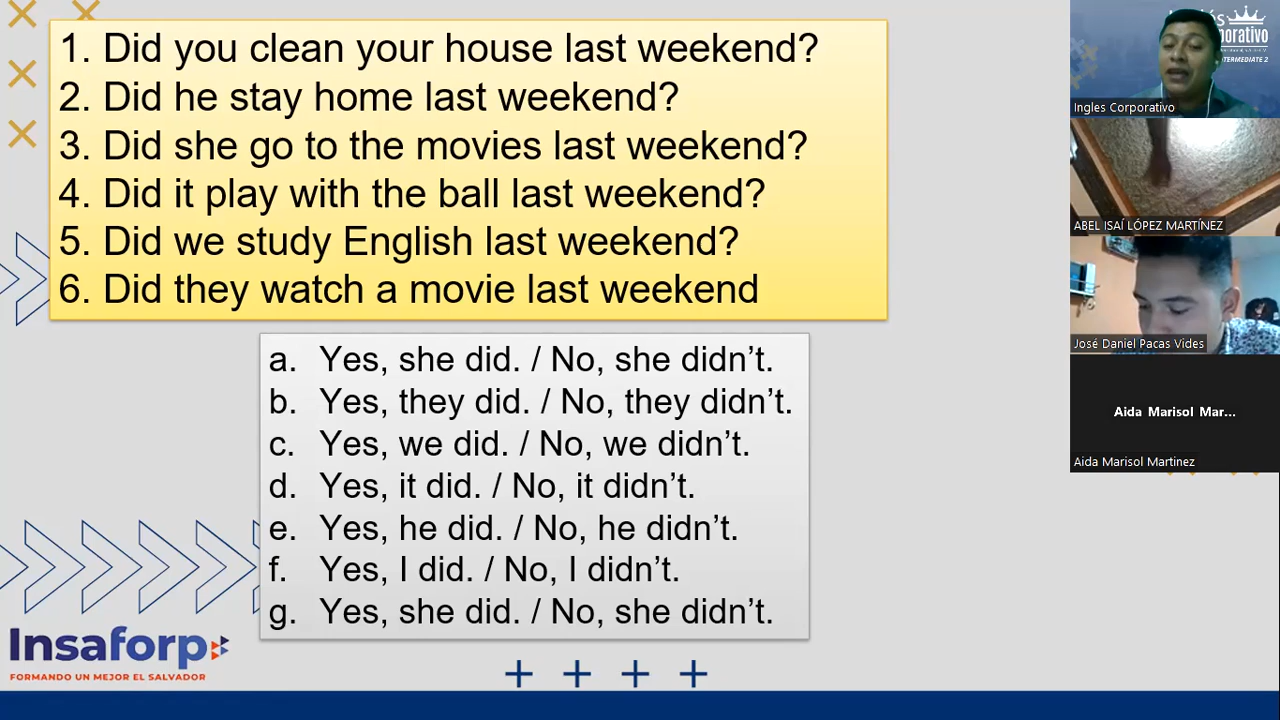 1. Did you clean your house last weekend?
2. Did he stay home last weekend?
3. Did she go to the movies last weekend?
4. Did it play with the ball last weekend?
5. Did we study English last weekend?
6. Did they watch a movie last weekend
a. Yes, she did. / No, she didn’t.
b. Yes, they did. / No, they didn’t.
c. Yes, we did. / No, we didn’t.
d. Yes, it did. / No, it didn’t.
e. Yes, he did. / No, he didn’t.
f. Yes, I did. / No, I didn’t.
g. Yes, she did. / No, she didn’t.
Insaforp
FORMANDO UN MEJOR EL SALVADOR
Ingles Corporativo
ABEL ISAÍ LÓPEZ MARTÍNEZ
José Daniel Pacas Vides
Aida Marisol Mar...
Aida Marisol Martinez